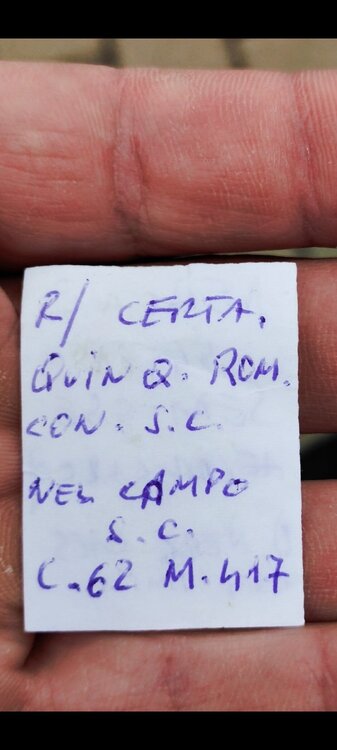 R/ CERTA.
QUINQ. ROM.
CON. S.C.
NEL CAMPO
S.C.
C.62 M.417